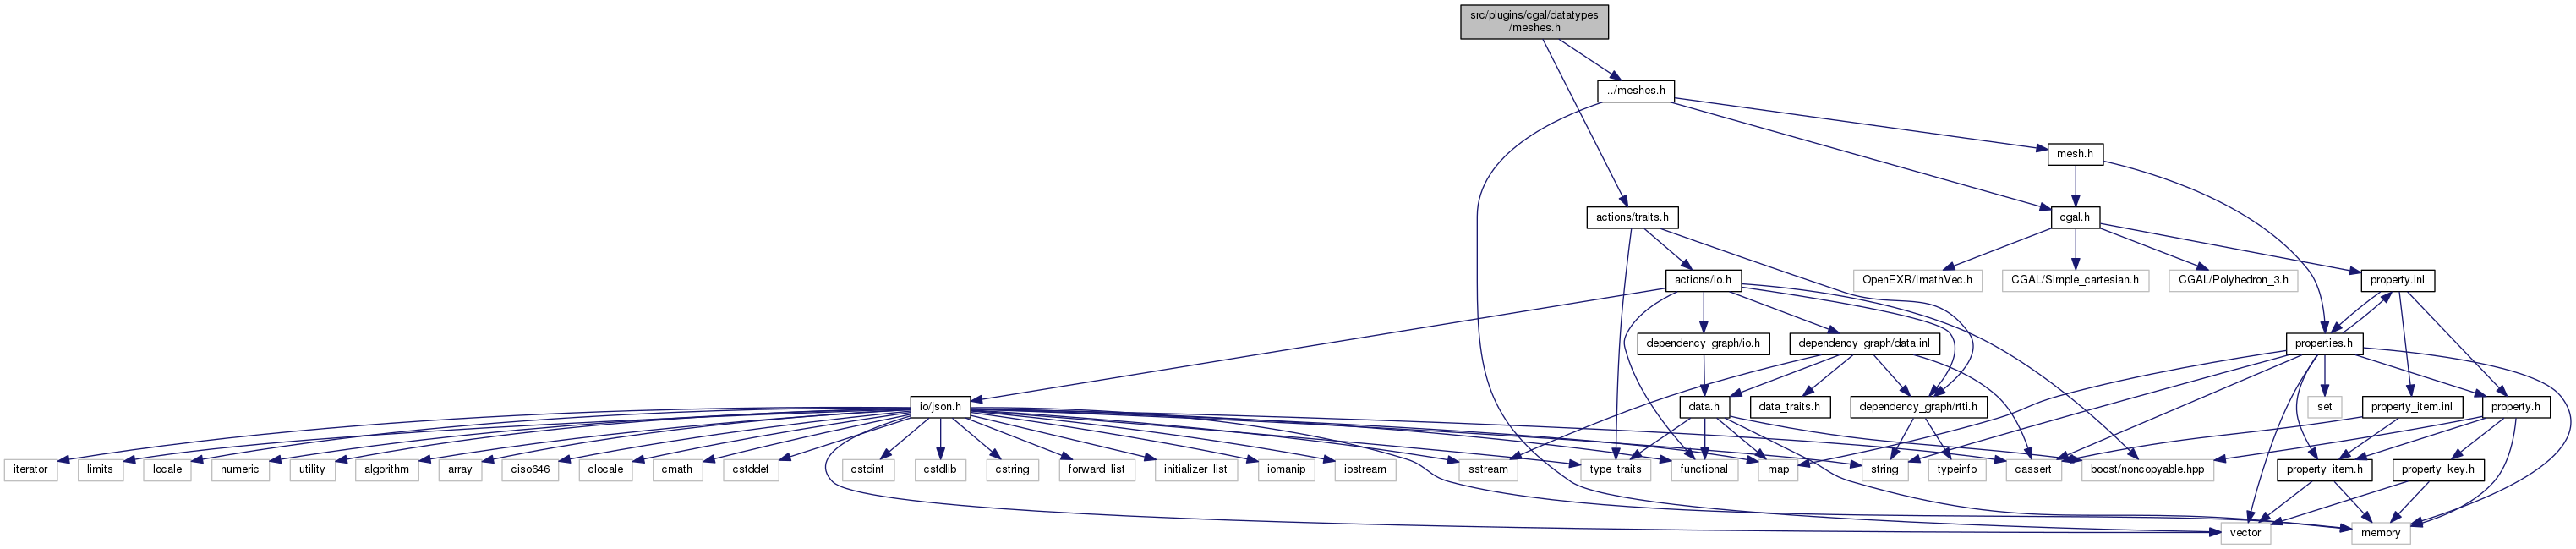 src/plugins/cgal/datatypes
/meshes.h
../meshes.h
mesh.h
actions/traits.h
cgal.h
actions/io.h
OpenEXR/ImathVec.h
CGAL/Simple_cartesian.h
CGAL/Polyhedron_3.h
property.inl
dependency_graph/io.h
dependency_graph/data.inl
properties.h
io/json.h
data.h
data_traits.h
dependency_graph/rtti.h
set
property_item.inl
property.h
iterator
limits
locale
numeric
utility
algorithm
array
ciso646
clocale
cmath
cstddef
cstdint
cstdlib
cstring
forward_list
initializer_list
iomanip
iostream
sstream
type_traits
functional
map
string
typeinfo
cassert
boost/noncopyable.hpp
property_item.h
property_key.h
vector
memory